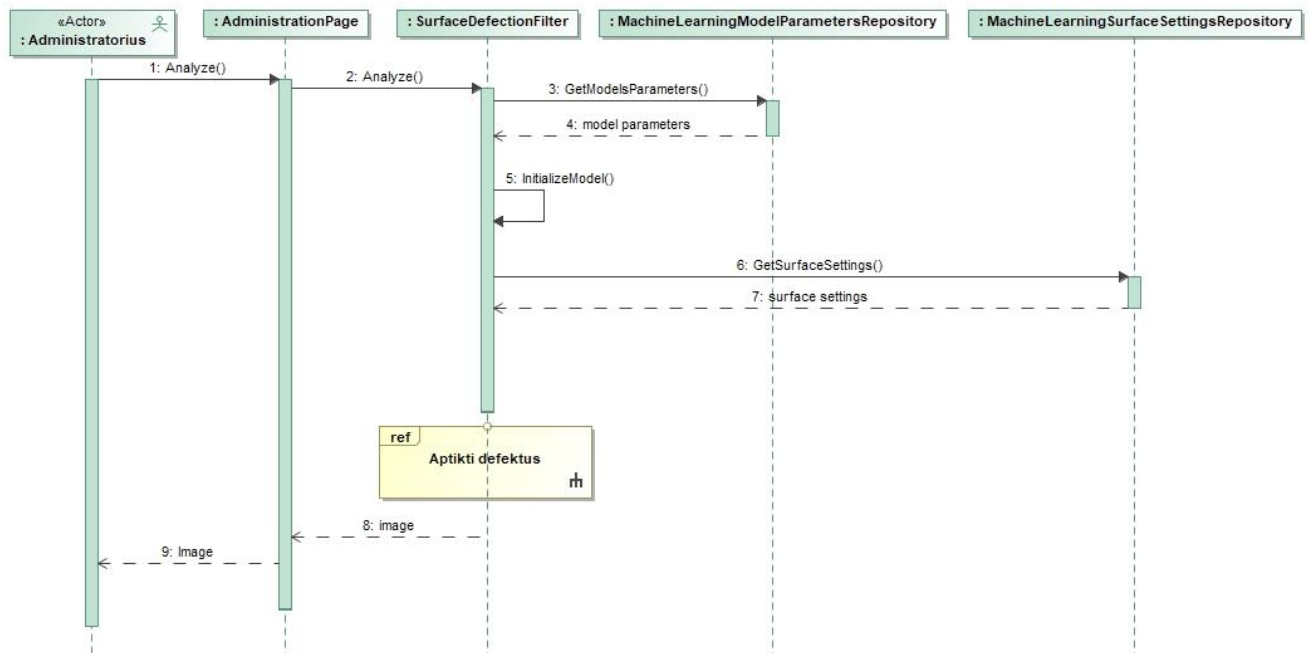 «Actor»
: Administratorius
: AdministrationPage
: SurfaceDefectionFilter
: MachineLearningModelParametersRepository
: MachineLearningSurfaceSettingsRepository
1: Analyze()
2: Analyze()
3: GetModelsParameters()
4: model parameters
5: InitializeModel()
6: GetSurfaceSettings()
7: surface settings
ref
Aptikti defektus
8: image
9: Image